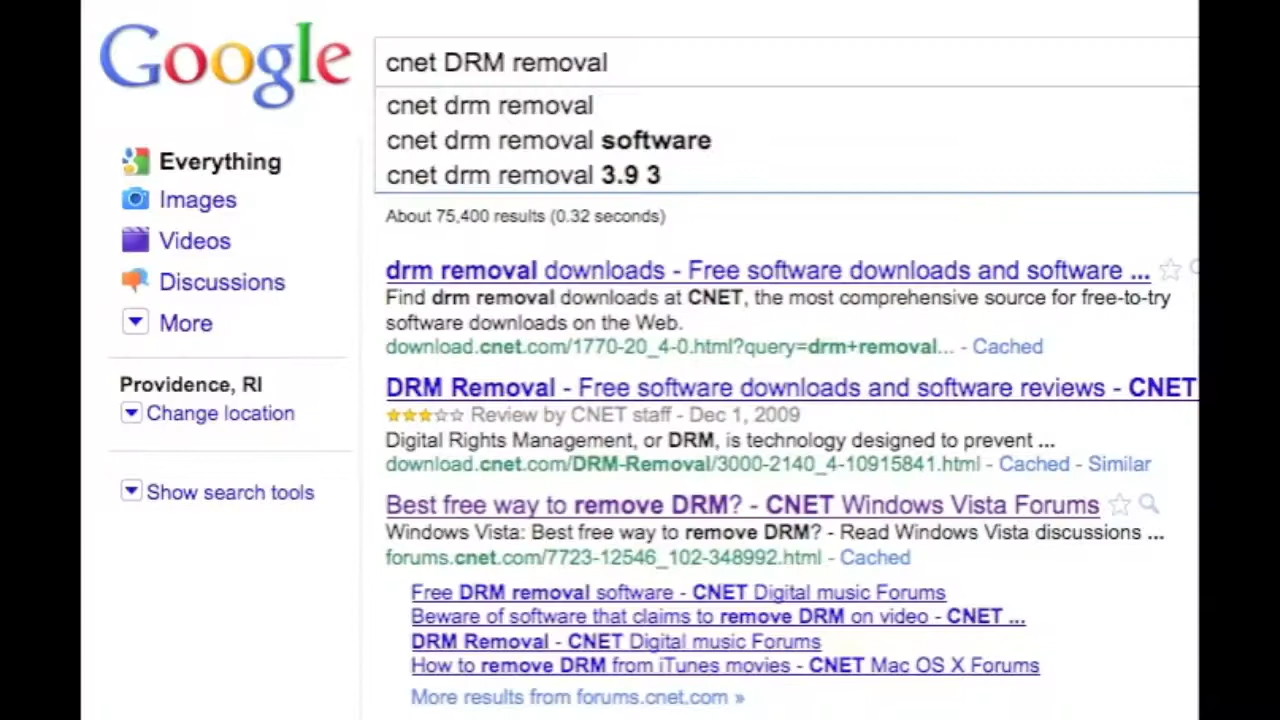 Google
cnet DRM removal
cnet drm removal
cnet drm removal software
cnet drm removal 3.9 3
Everything
Images
Videos
Discussions
More
Providence, RI
Change location
Show search tools
About 75,400 results (0.32 seconds)
drm removal downloads - Free software downloads and software ...
Find drm removal downloads at CNET, the most comprehensive source for free-to-try
software downloads on the Web.
download.cnet.com/1770-20_4-0.html?query=drm+removal... - Cached
DRM Removal - Free software downloads and software reviews - CNET
Review by CNET staff - Dec 1, 2009
Digital Rights Management, or DRM, is technology designed to prevent ...
download.cnet.com/DRM-Removal/3000-2140_4-10915841.html - Cached - Similar
Best free way to remove DRM? - CNET Windows Vista Forums
Windows Vista: Best free way to remove DRM? - Read Windows Vista discussions ...
forums.cnet.com/7723-12546_102-348992.html - Cached
Free DRM removal software - CNET Digital music Forums
Beware of software that claims to remove DRM on video - CNET ...
DRM Removal - CNET Digital music Forums
How to remove DRM from iTunes movies - CNET Mac OS X Forums
More results from forums.cnet.com »